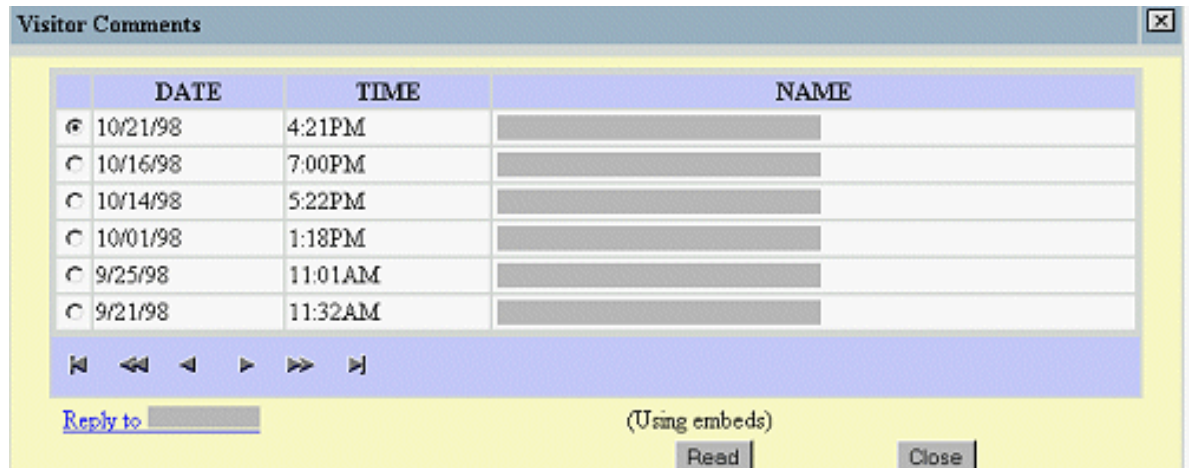 Visitor Comments
DATE TIME NAME
10/21/98 4:21PM
10/16/98 7:00PM
10/14/98 5:22PM
10/01/98 1:18PM
9/25/98 11:01AM
9/21/98 11:32AM
Reply to (Using embeds)
Read Close